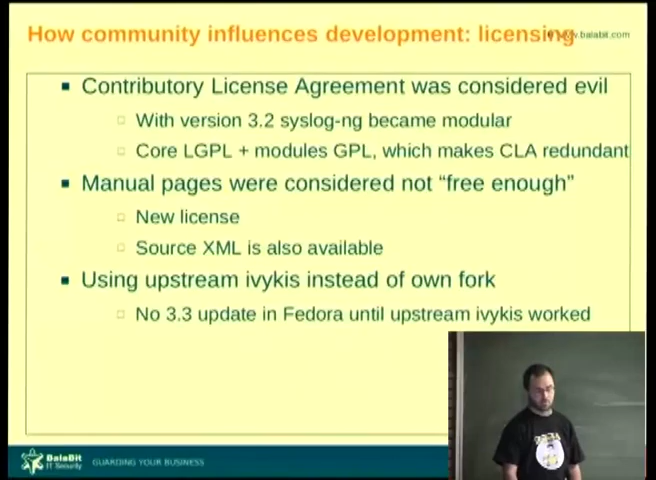 How community influences development: licensing
www.balabit.com
Contributory License Agreement was considered evil
With version 3.2 syslog-ng became modular
Core LGPL + modules GPL, which makes CLA redundant
Manual pages were considered not “free enough”
New license
Source XML is also available
Using upstream ivykis instead of own fork
No 3.3 update in Fedora until upstream ivykis worked
BalaBit
IT Security
GUARDING YOUR BUSINESS